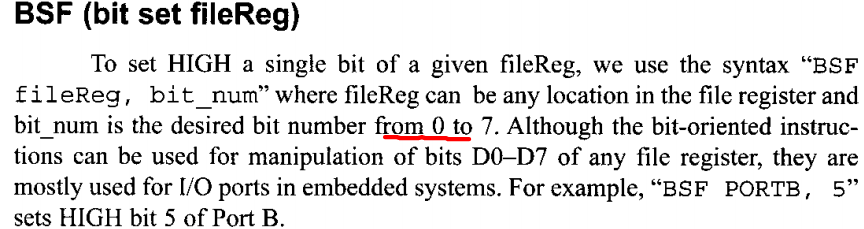 BSF (bit set fileReg)
To set HIGH a single bit of a given fileReg, we use the syntax “BSF
fileReg, bit_num” where fileReg can be any location in the file register and
bit_num is the desired bit number from 0 to 7. Although the bit-oriented instruc-
tions can be used for manipulation of bits D0–D7 of any file register, they are
mostly used for I/O ports in embedded systems. For example, “BSF PORTB, 5”
sets HIGH bit 5 of Port B.